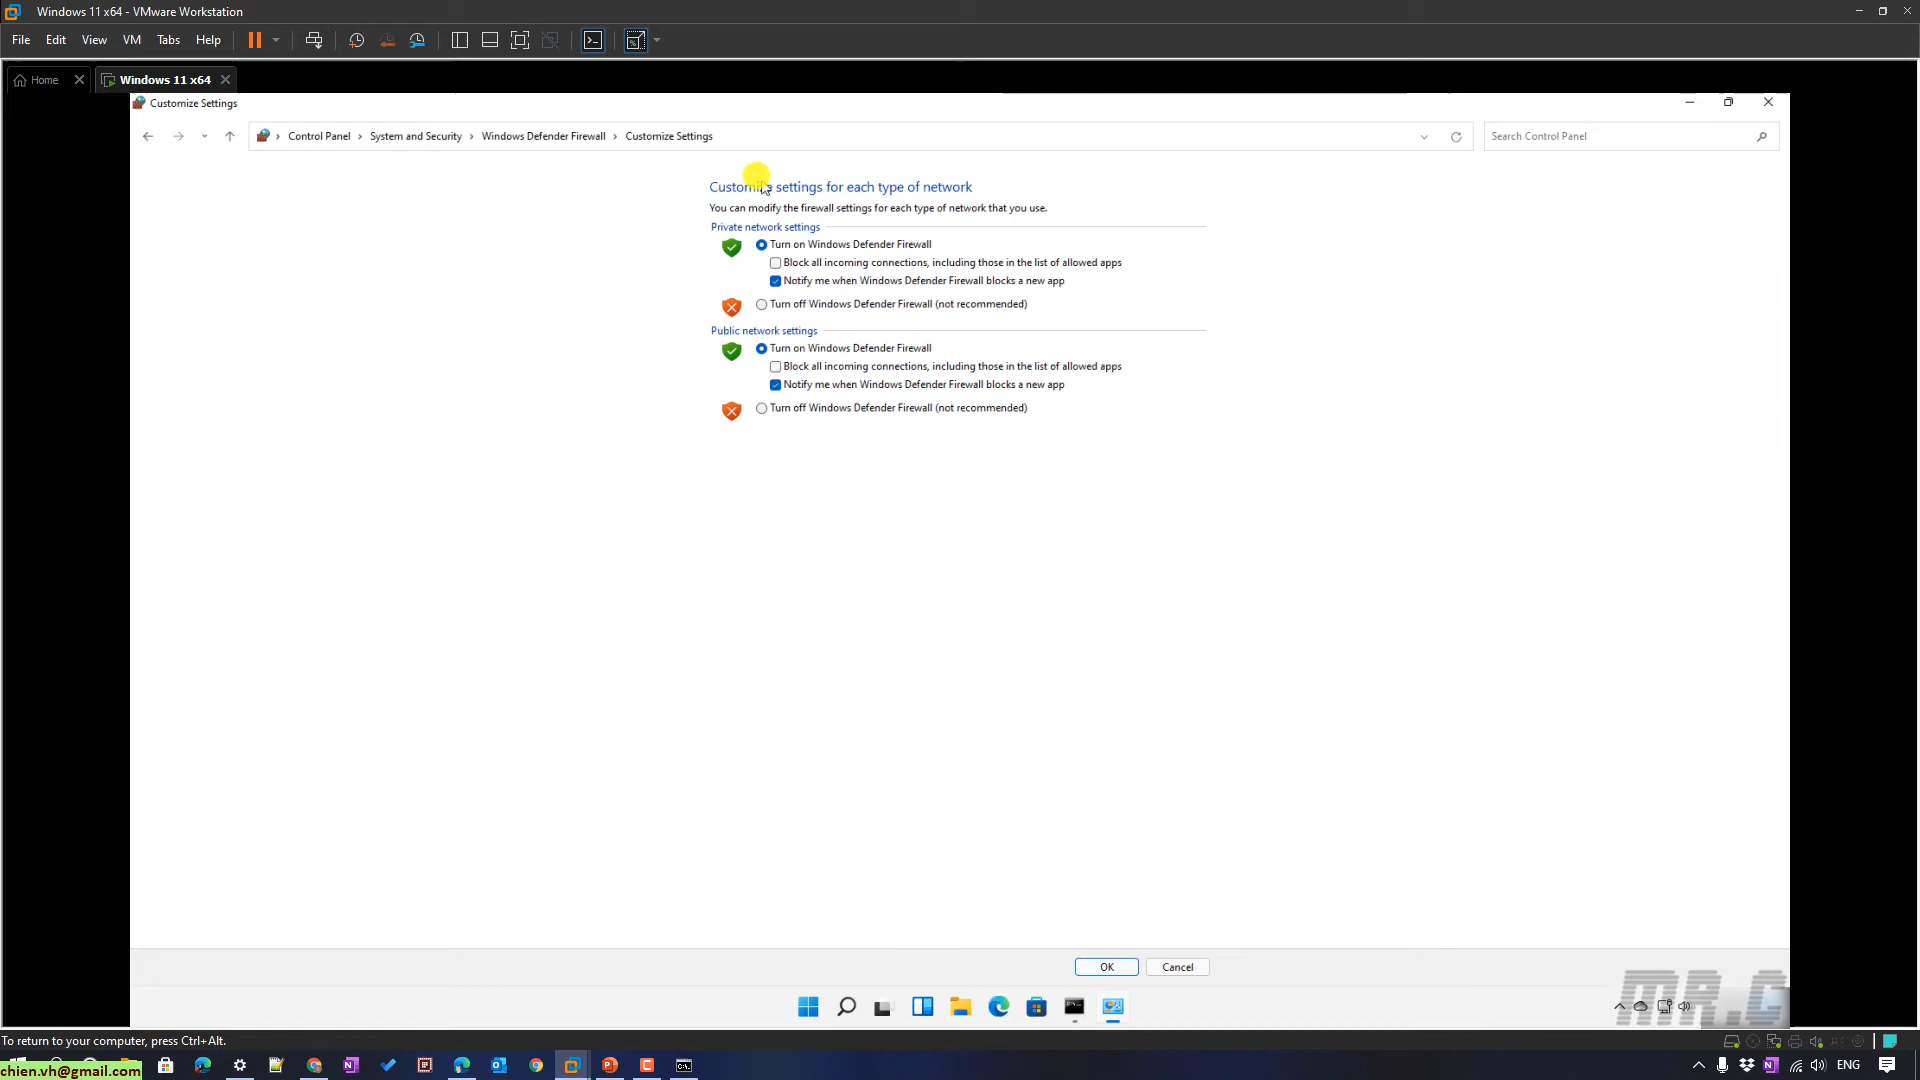 Windows 11 x64 - VMware Workstation
File Edit View VM Tabs Help
Home Windows 11 x64
Customize Settings
Control Panel System and Security Windows Defender Firewall Customize Settings Search Control Panel
Customize settings for each type of network
You can modify the firewall settings for each type of network that you use.
Private network settings
Turn on Windows Defender Firewall
Block all incoming connections, including those in the list of allowed apps
Notify me when Windows Defender Firewall blocks a new app
Turn off Windows Defender Firewall (not recommended)
Public network settings
Turn on Windows Defender Firewall
Block all incoming connections, including those in the list of allowed apps
Notify me when Windows Defender Firewall blocks a new app
Turn off Windows Defender Firewall (not recommended)
OK Cancel
MR.G
To return to your computer, press Ctrl+Alt.
chien.vh@gmail.com
ENG